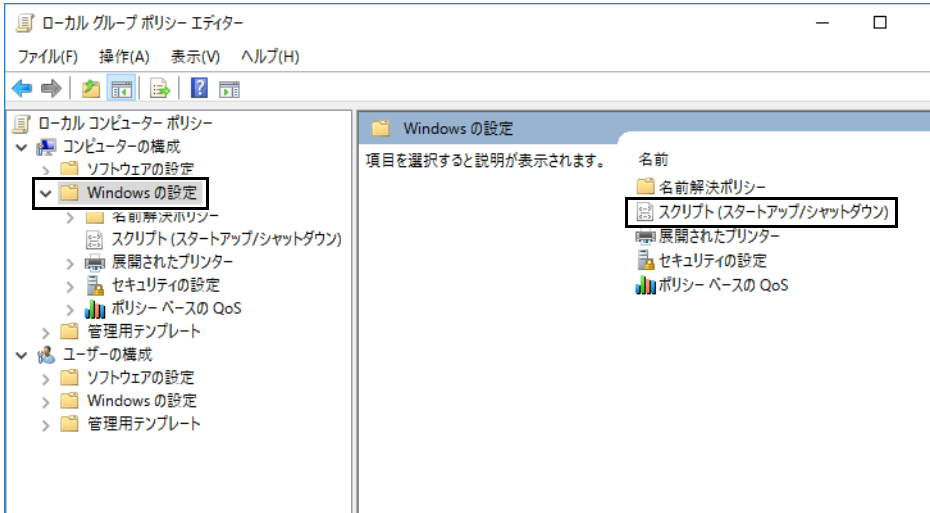 ローカル グループ ポリシー エディター
ファイル(F) 操作(A) 表示(V) ヘルプ(H)
ローカル コンピューター ポリシー
コンピューターの構成
ソフトウェアの設定
Windows の設定
名前解決ポリシー
スクリプト (スタートアップ/シャットダウン)
展開されたプリンター
セキュリティの設定
ポリシー ベースの QoS
管理用テンプレート
ユーザーの構成
ソフトウェアの設定
Windows の設定
管理用テンプレート
Windows の設定
項目を選択すると説明が表示されます。
名前
名前解決ポリシー
スクリプト (スタートアップ/シャットダウン)
展開されたプリンター
セキュリティの設定
ポリシー ベースの QoS